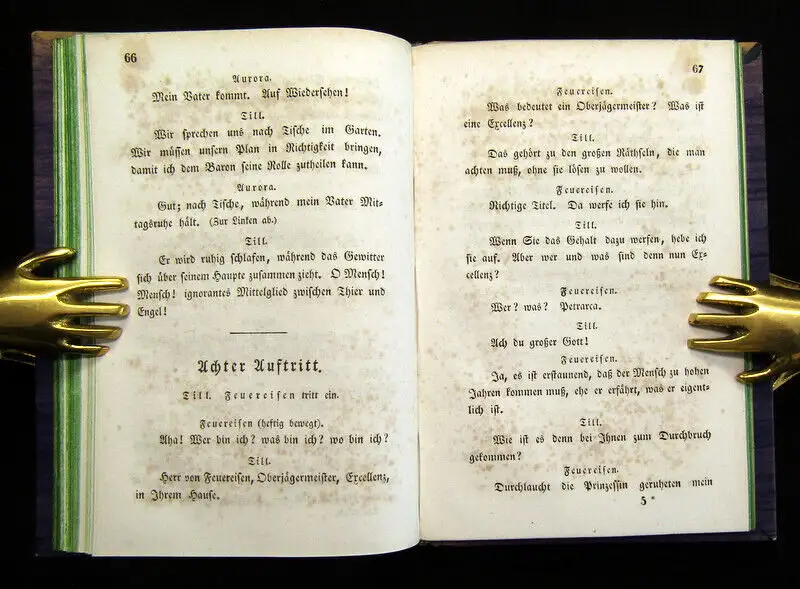 66
Aurora.
Mein Vater kommt. Auf Wiedersehen!
Till.
Wir sprechen uns nach Tische im Garten.
Wir müssen unsern Plan in Richtigkeit bringen,
damit ich dem Baron seine Rolle zutheilen kann.
Aurora.
Gut; nach Tische, während mein Vater Mit-
tagsruhe hält. (Zur Linken ab.)
Till.
Er wird ruhig schlafen, während das Gewitter
sich über seinem Haupte zusammen zieht. O Mensch!
Mensch! ignorantes Mittelglied zwischen Thier und
Engel!
Achter Auftritt.
Till. Feuereisen tritt ein.
Feuereisen (heftig bewegt).
Aha! Wer bin ich? was bin ich? wo bin ich?
Till.
Herr von Feuereisen, Oberjägermeister, Excellenz,
in Ihrem Hause.
67
Feuereisen.
Was bedeutet ein Oberjägermeister? Was ist
eine Excellenz?
Till.
Das gehört zu den großen Räthseln, die man
achten muß, ohne sie lösen zu wollen.
Feuereisen.
Richtige Titel. Da werfe ich sie hin.
Till.
Wenn Sie das Gehalt dazu werfen, hebe ich
sie auf. Aber wer und was sind denn nun Ex-
cellenz?
Feuereisen.
Wer? was? Petrarca.
Till.
Ach du großer Gott!
Feuereisen.
Ja, es ist erstaunend, daß der Mensch zu hohen
Jahren kommen muß, ehe er erfährt, was er eigent-
lich ist.
Till.
Wie ist es denn bei Ihnen zum Durchbruch
gekommen?
Feuereisen.
Durchlaucht die Prinzessin geruheten mein
5 *